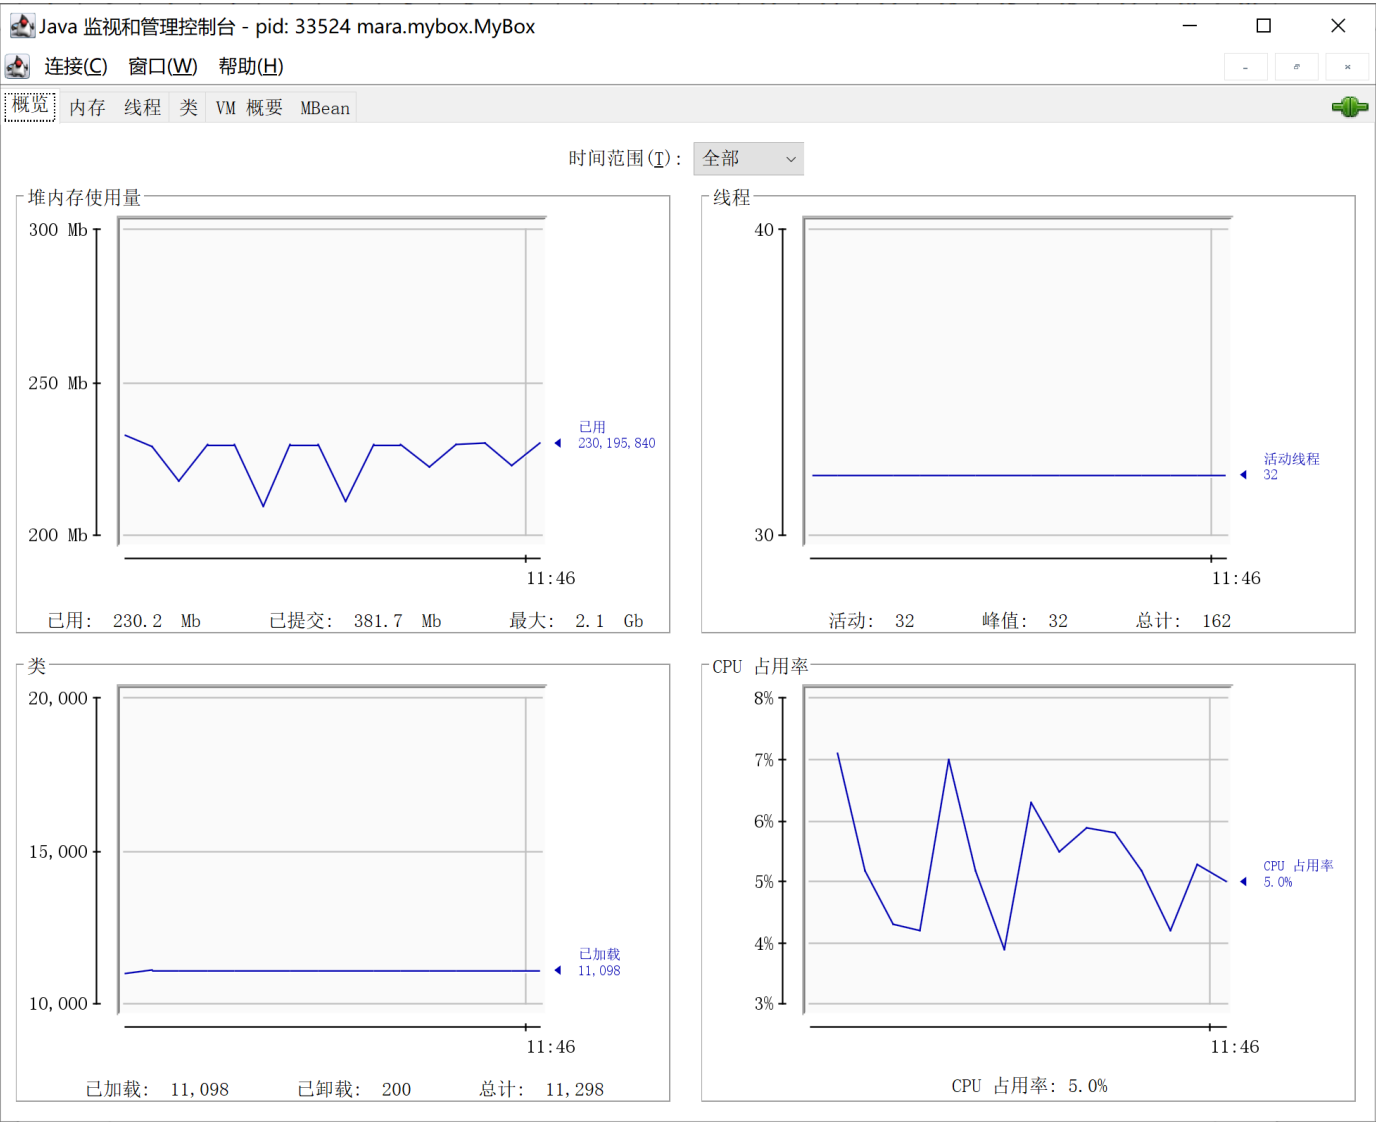 Java 监视和管理控制台 - pid: 33524 mara.mybox.MyBox
连接(C) 窗口(W) 帮助(H)
概览 内存 线程 类 VM 概要 MBean
时间范围(T): 全部
堆内存使用量
300 Mb
250 Mb
200 Mb
已用
230,195,840
11:46
已用: 230.2 Mb 已提交: 381.7 Mb 最大: 2.1 Gb
线程
40
30
活动线程
32
11:46
活动: 32 峰值: 32 总计: 162
类
20,000
15,000
10,000
已加载
11,098
11:46
已加载: 11,098 已卸载: 200 总计: 11,298
CPU 占用率
8%
7%
6%
5%
4%
3%
CPU 占用率
5.0%
11:46
CPU 占用率: 5.0%